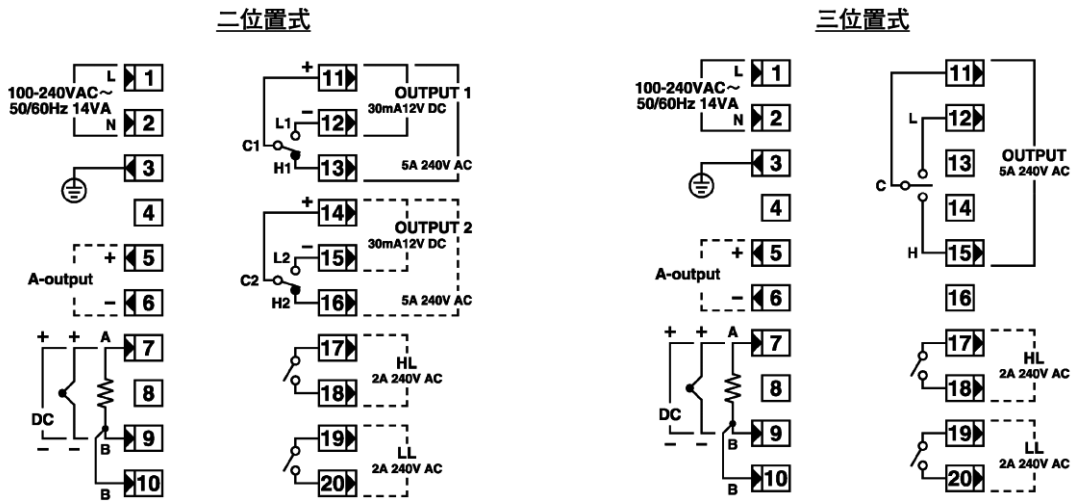 二位置式
100-240VAC～
50/60Hz 14VA
L
N
1
2
3
4
5
6
7
8
9
10
A-output
+
−
+
+
A
DC
−
−
B
B
11
12
13
14
15
16
17
18
19
20
+
−
L1
C1
H1
OUTPUT 1
30mA12V DC
5A 240V AC
+
−
L2
C2
H2
OUTPUT 2
30mA12V DC
5A 240V AC
HL
2A 240V AC
LL
2A 240V AC
三位置式
100-240VAC～
50/60Hz 14VA
L
N
1
2
3
4
5
6
7
8
9
10
A-output
+
−
+
+
A
DC
−
−
B
B
11
12
13
14
15
16
17
18
19
20
L
C
H
OUTPUT
5A 240V AC
HL
2A 240V AC
LL
2A 240V AC